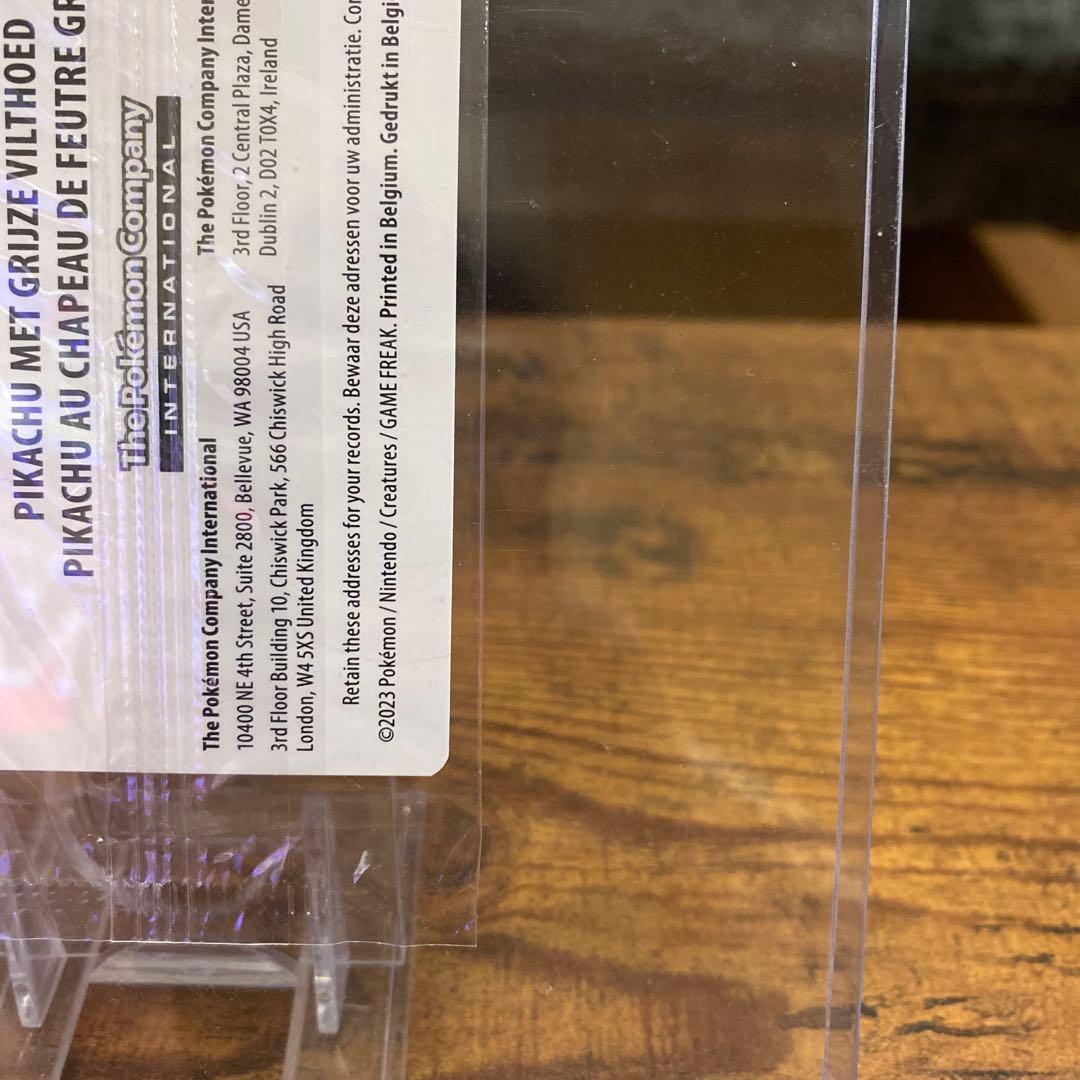 PIKACHU MET GRIJZE VILTHOED
PIKACHU AU CHAPEAU DE FEUTRE
The Pokémon Company
INTERNATIONAL
The Pokémon Company International
10400 NE 4th Street, Suite 2800, Bellevue, WA 98004 USA
3rd Floor Building 10, Chiswick Park, 566 Chiswick High Road
London, W4 5XS United Kingdom
The Pokémon Company
3rd Floor, 2 Central Plaza,
Dublin 2, D02 T0X4, Ireland
Retain these addresses for your records. Bewaar deze adressen voor uw administratie.
©2023 Pokémon / Nintendo / Creatures / GAME FREAK. Printed in Belgium. Gedrukt in